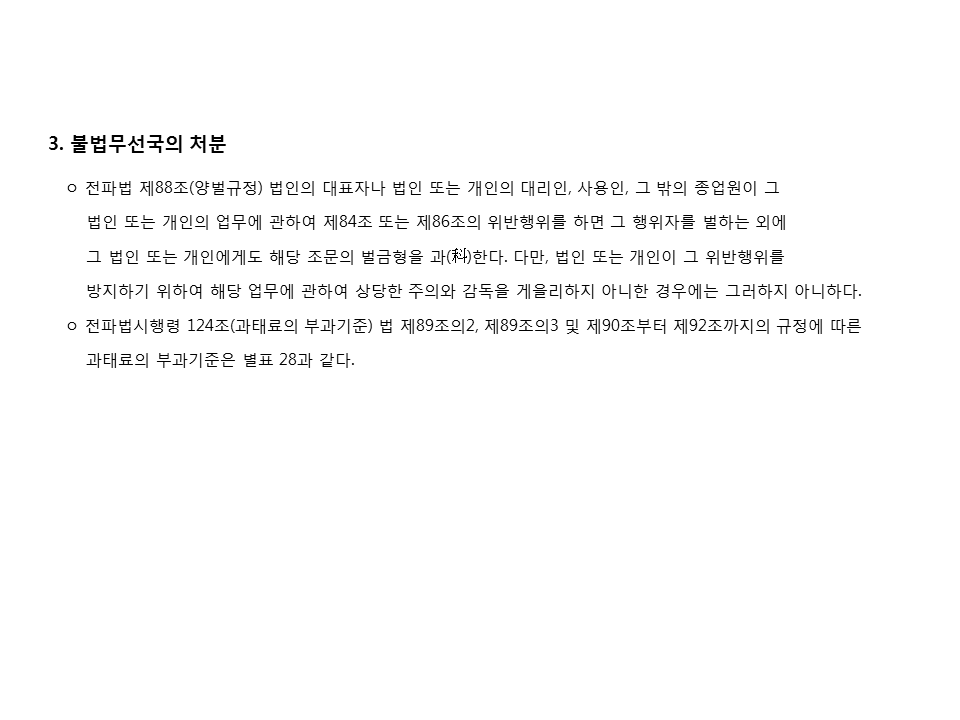 3. 불법무선국의 처분
ㅇ 전파법 제88조(양벌규정) 법인의 대표자나 법인 또는 개인의 대리인, 사용인, 그 밖의 종업원이 그
법인 또는 개인의 업무에 관하여 제84조 또는 제86조의 위반행위를 하면 그 행위자를 벌하는 외에
그 법인 또는 개인에게도 해당 조문의 벌금형을 과(科)한다. 다만, 법인 또는 개인이 그 위반행위를
방지하기 위하여 해당 업무에 관하여 상당한 주의와 감독을 게을리하지 아니한 경우에는 그러하지 아니하다.
ㅇ 전파법시행령 124조(과태료의 부과기준) 법 제89조의2, 제89조의3 및 제90조부터 제92조까지의 규정에 따른
과태료의 부과기준은 별표 28과 같다.